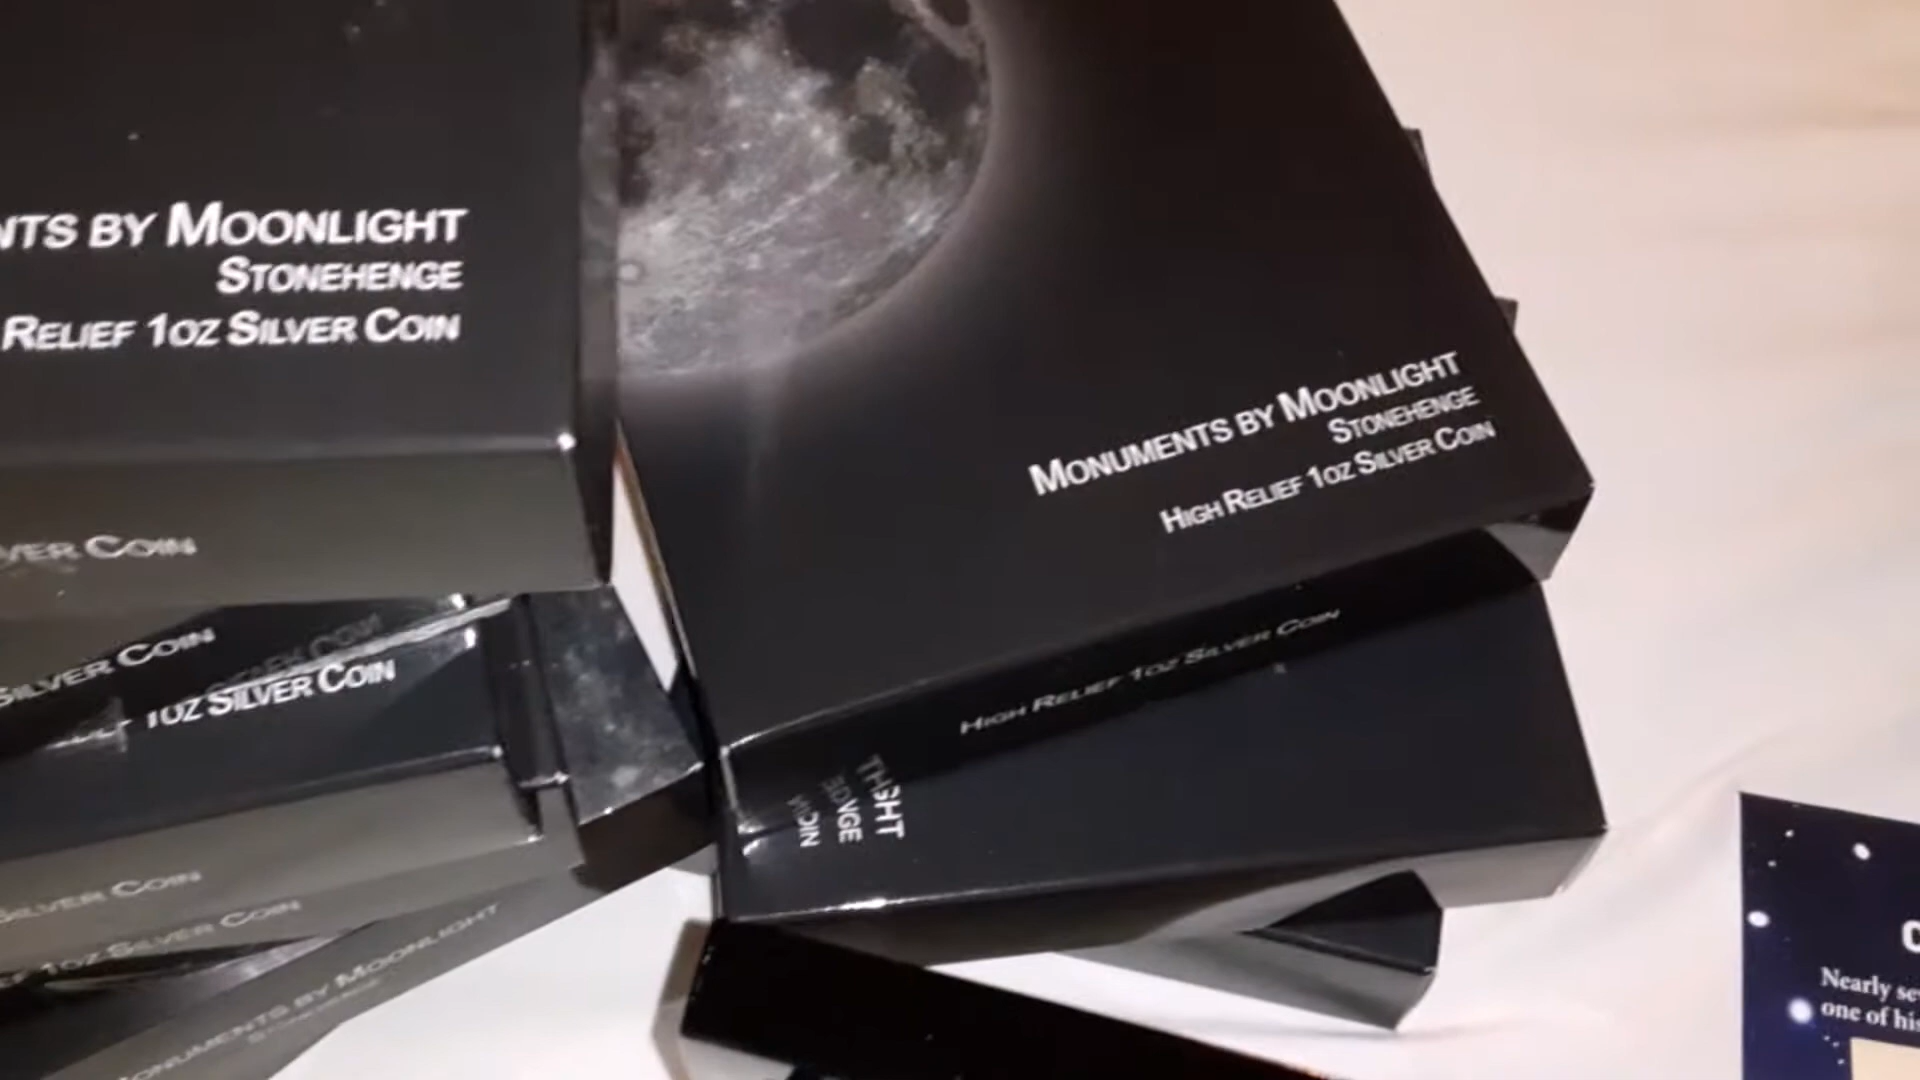 NTS BY MOONLIGHT
STONEHENGE
RELIEF 1OZ SILVER COIN
VER COIN
SILVER COIN
1OZ SILVER COIN
SILVER COIN
1OZ SILVER COIN
MONUMENTS BY MOONLIGHT
STONEHENGE
MONUMENTS BY MOONLIGHT
STONEHENGE
HIGH RELIEF 1OZ SILVER COIN
HIGH RELIEF 1OZ SILVER COIN
Nearly se
one of his